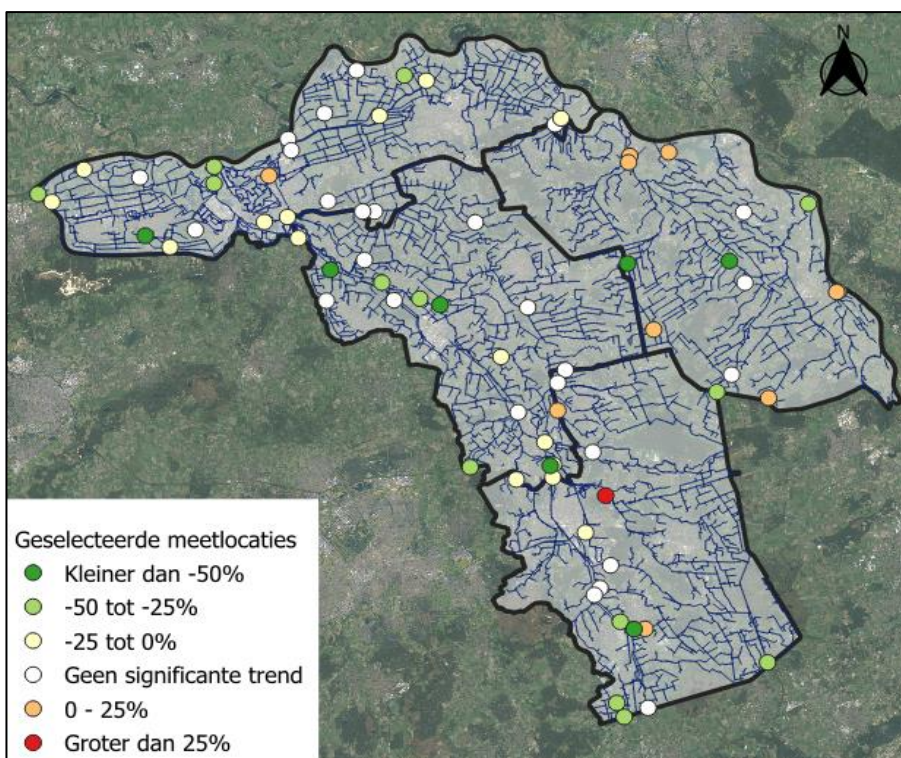 N
Geselecteerde meetlocaties
Kleiner dan -50%
-50 tot -25%
-25 tot 0%
Geen significante trend
0 - 25%
Groter dan 25%